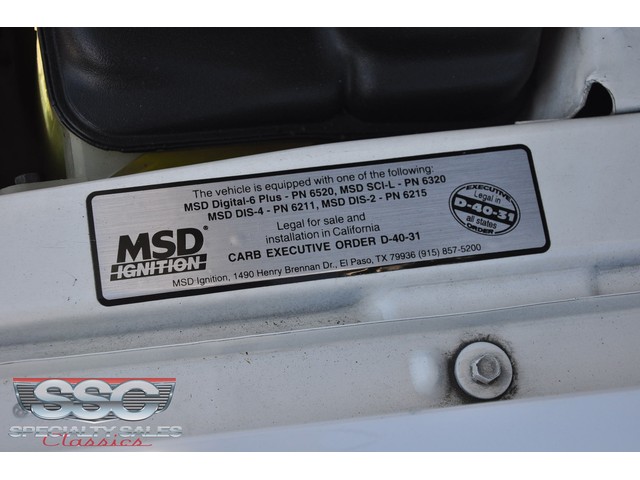 The vehicle is equipped with one of the following:
MSD Digital-6 Plus - PN 6520, MSD SCI-L - PN 6320
MSD DIS-4 - PN 6211, MSD DIS-2 - PN 6215
Legal for sale and
installation in California
CARB EXECUTIVE ORDER D-40-31
MSD Ignition, 1490 Henry Brennan Dr., El Paso, TX 79936 (915) 857-5200
MSD®
IGNITION
EXECUTIVE
Legal in
D-40-31
all states
ORDER
SSC
SPECIALTY SALES
Classics